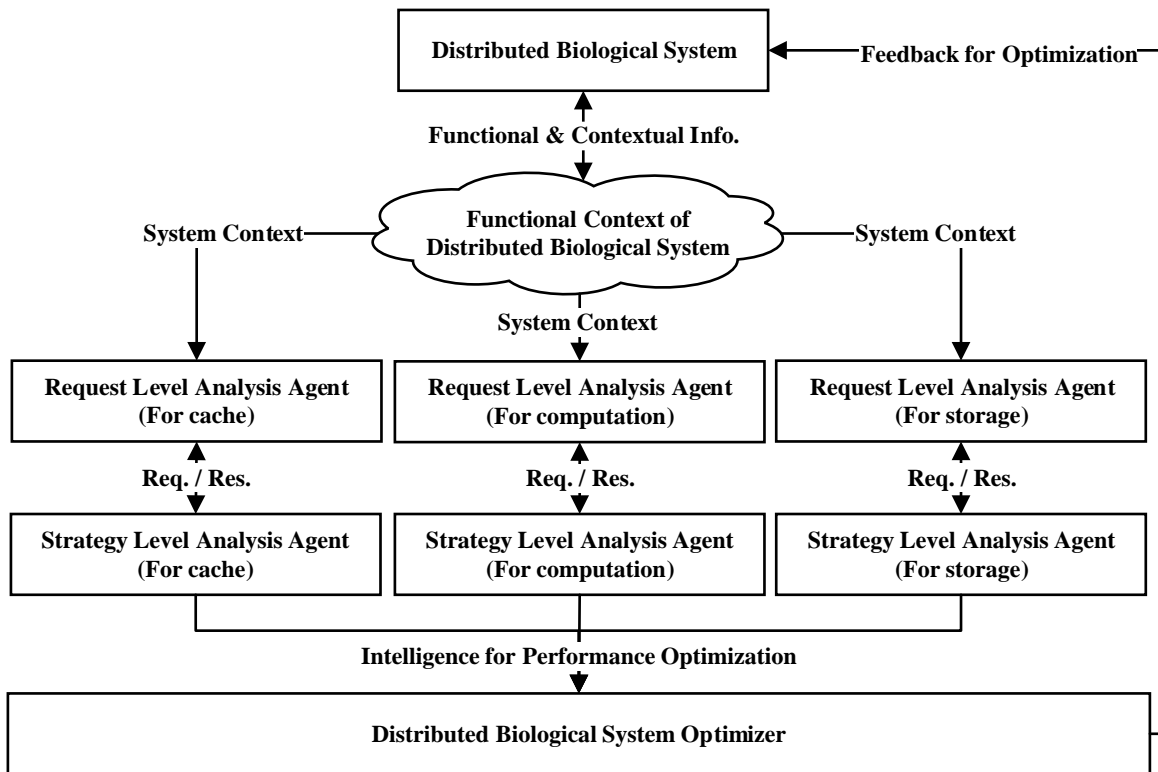 Distributed Biological System
Feedback for Optimization
Functional & Contextual Info.
Functional Context of
Distributed Biological System
System Context
System Context
System Context
Request Level Analysis Agent
(For cache)
Request Level Analysis Agent
(For computation)
Request Level Analysis Agent
(For storage)
Req. / Res.
Req. / Res.
Req. / Res.
Strategy Level Analysis Agent
(For cache)
Strategy Level Analysis Agent
(For computation)
Strategy Level Analysis Agent
(For storage)
Intelligence for Performance Optimization
Distributed Biological System Optimizer